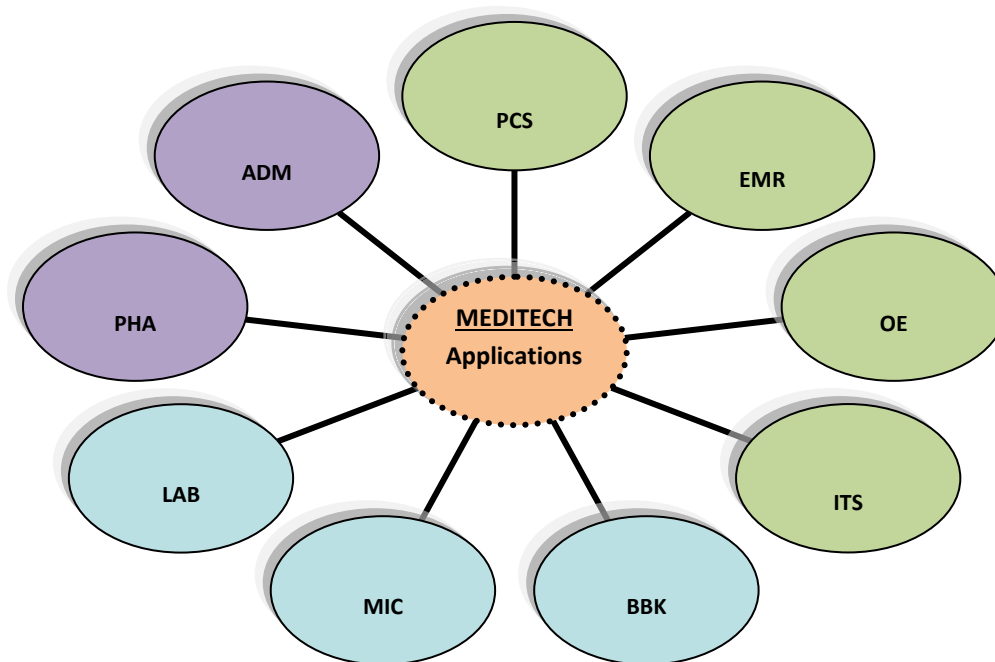 PCS
ADM
EMR
MEDITECH
Applications
PHA
OE
LAB
ITS
MIC
BBK